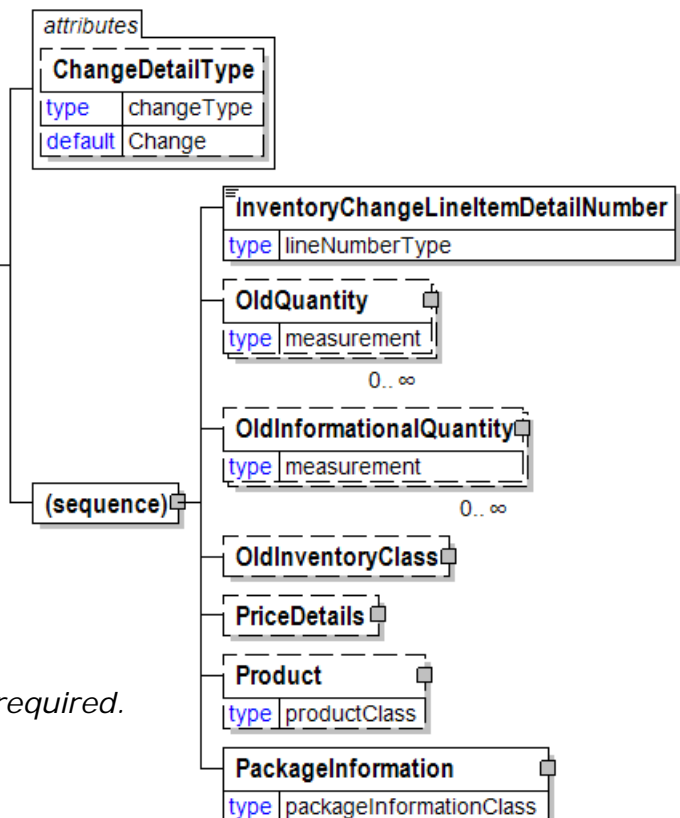 attributes
ChangeDetailType
type changeType
default Change
InventoryChangeLineItemDetailNumber
type lineNumberType
OldQuantity
type measurement
0.. ∞
OldInformationalQuantity
type measurement
0.. ∞
(sequence)
OldInventoryClass
PriceDetails
Product
required.
type productClass
PackageInformation
type packageInformationClass